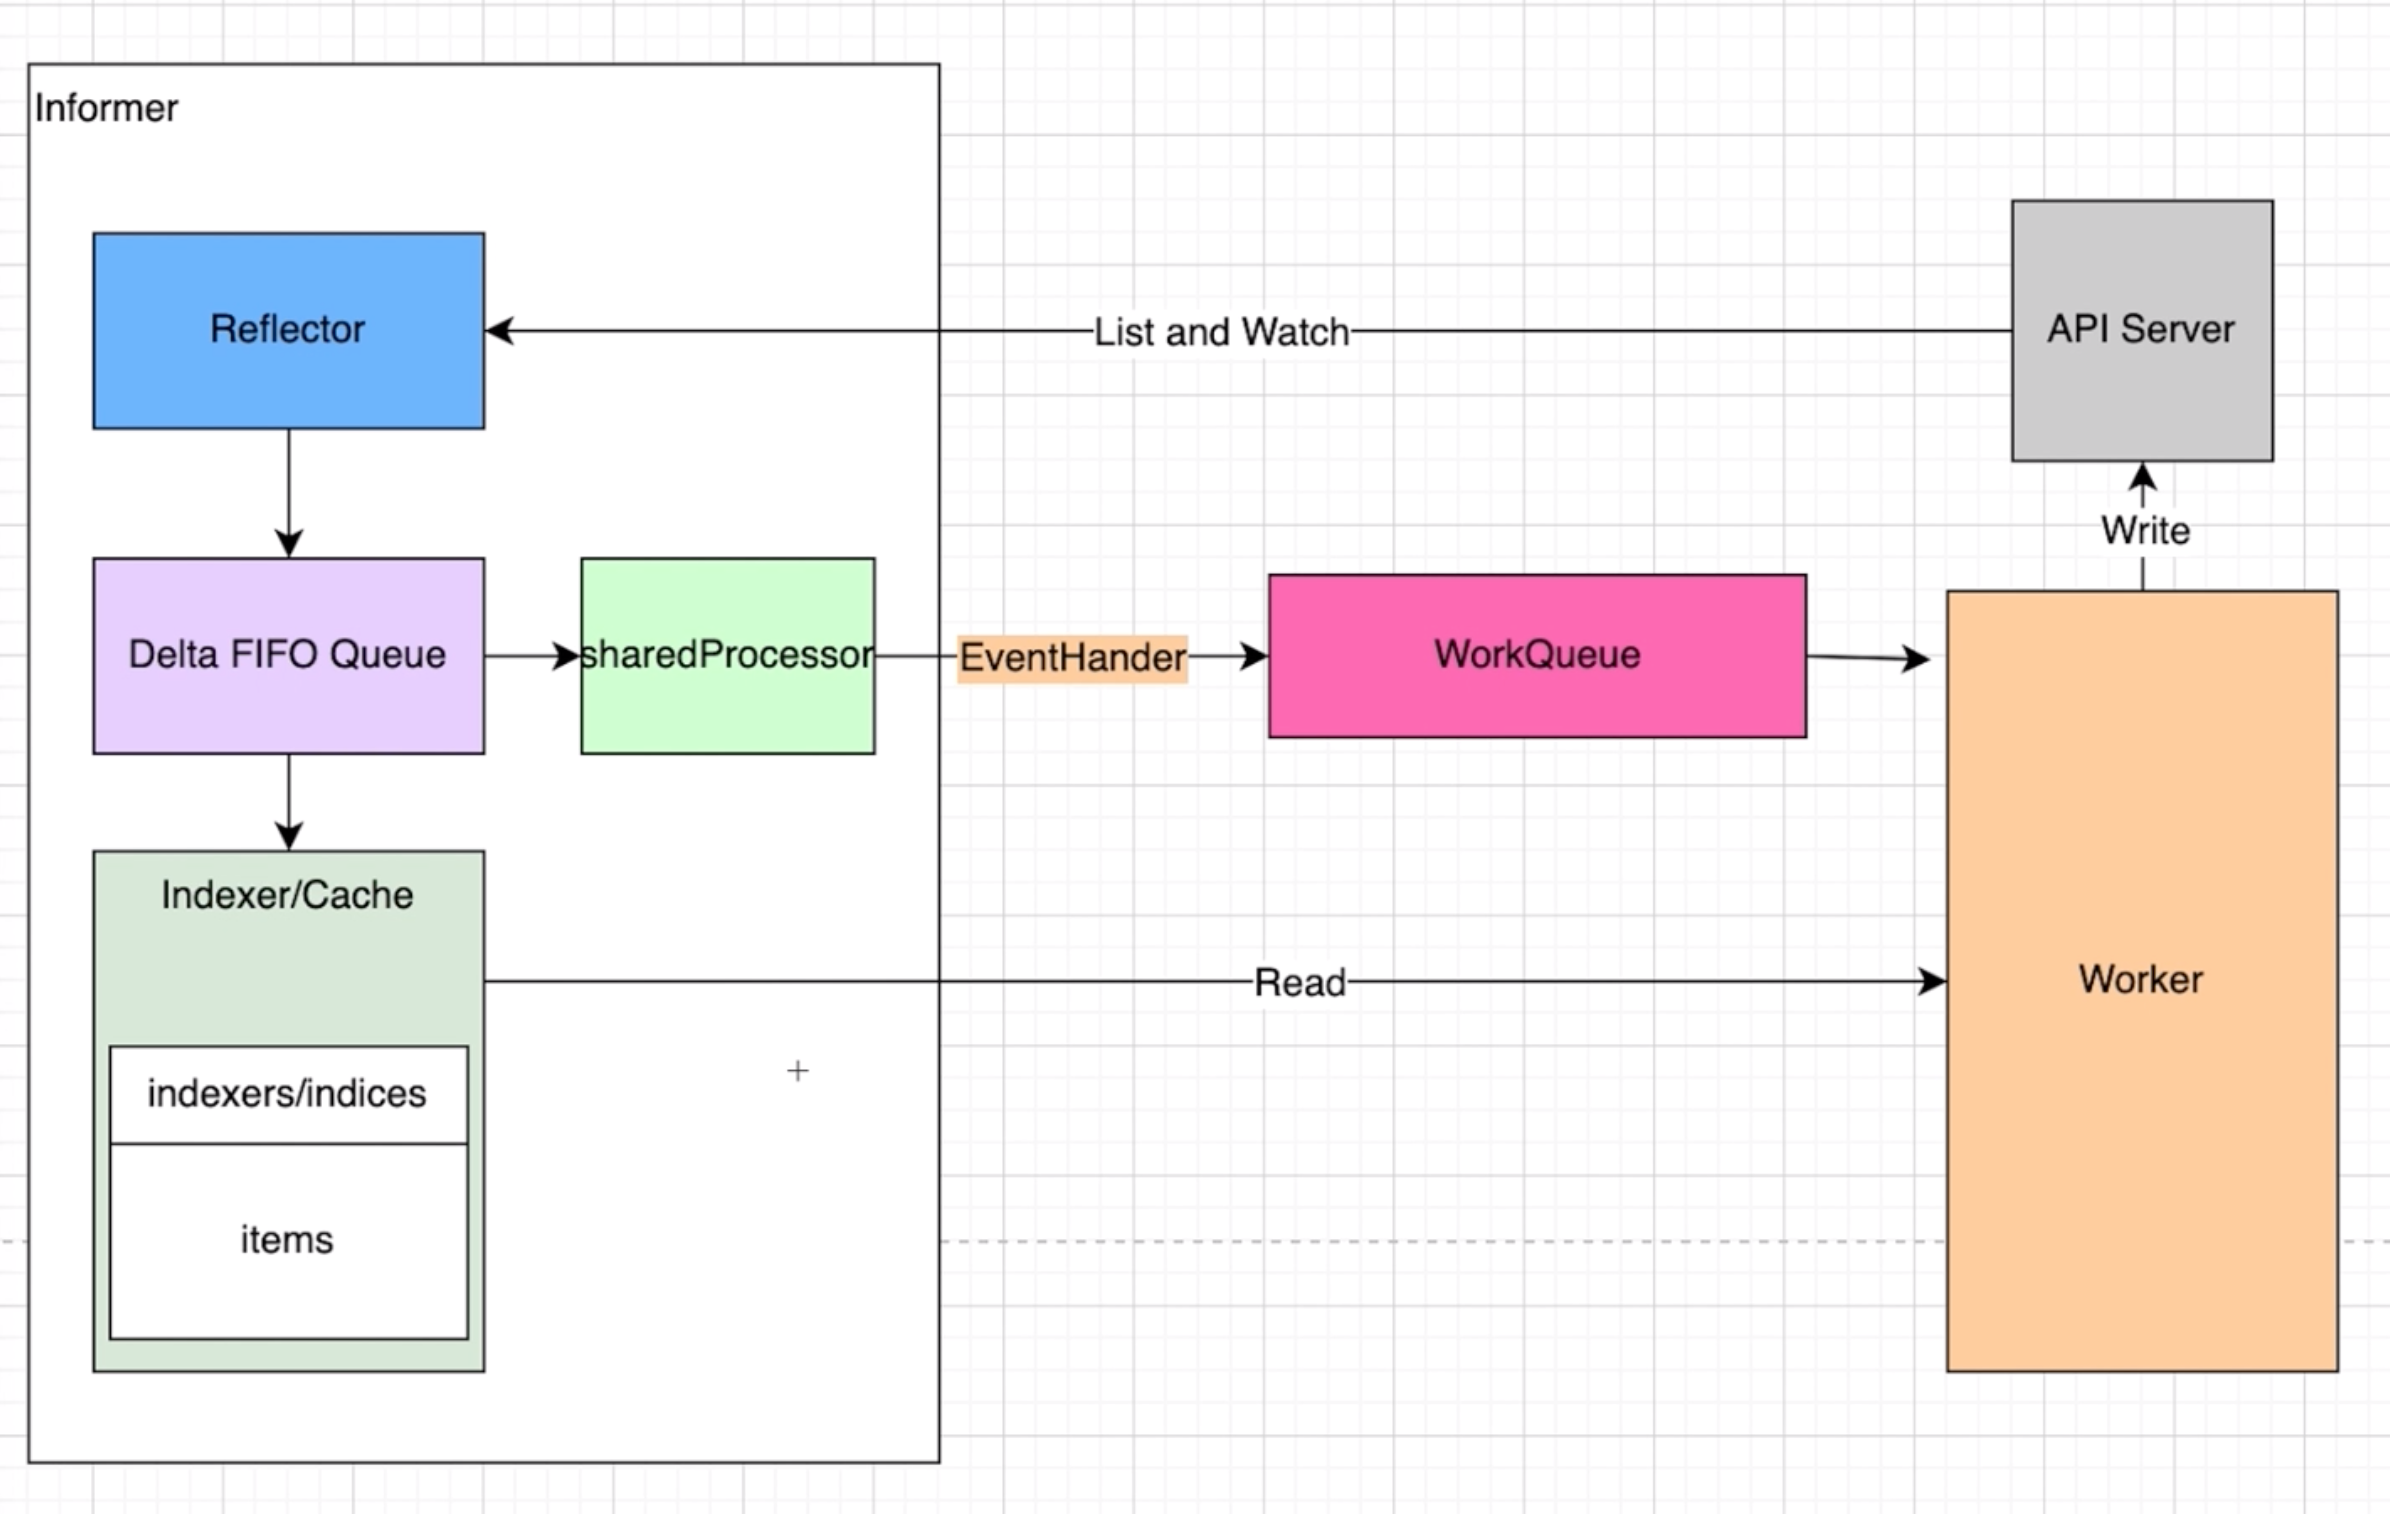 Informer
Reflector
List and Watch
API Server
Write
Delta FIFO Queue
sharedProcessor
EventHander
WorkQueue
Indexer/Cache
Read
Worker
indexers/indices
items